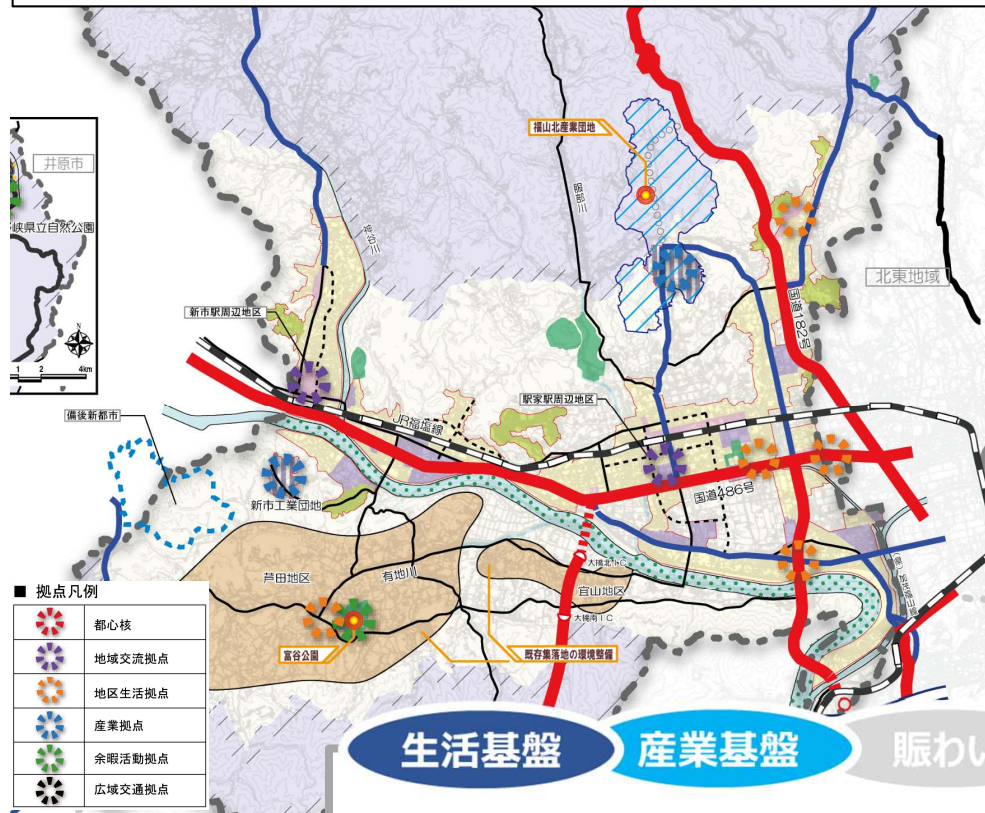 福山北産業団地
井原市
服部川
峡県立自然公園
神谷川
北東地域
国道182号
新市駅周辺地区
N
1 2 4km
駅家駅周辺地区
備後新都市
JR福塩線
国道486号
新市工業団地
大橋北IC
芦田地区
有地川
宜山地区
大橋南IC
■ 拠点凡例
都心核
富谷公園
既存集落地の環境整備
地域交流拠点
地区生活拠点
産業拠点
余暇活動拠点
広域交通拠点
生活基盤
産業基盤
賑わい